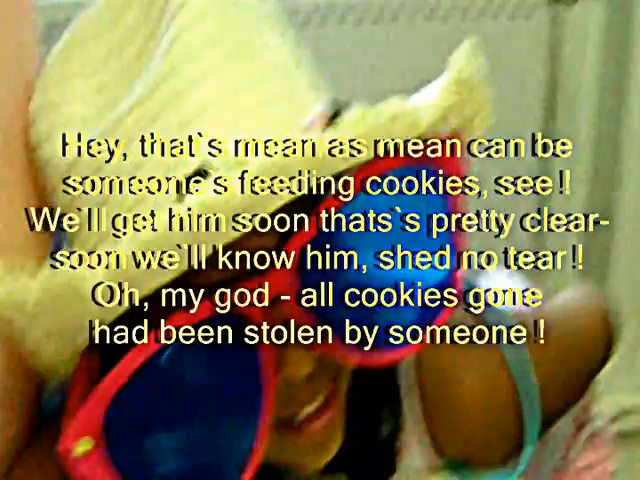 Hey, that`s mean as mean can be
someone`s feeding cookies, see !
We`ll get him soon thats`s pretty clear-
soon we`ll know him, shed no tear !
Oh, my god - all cookies gone
had been stolen by someone !